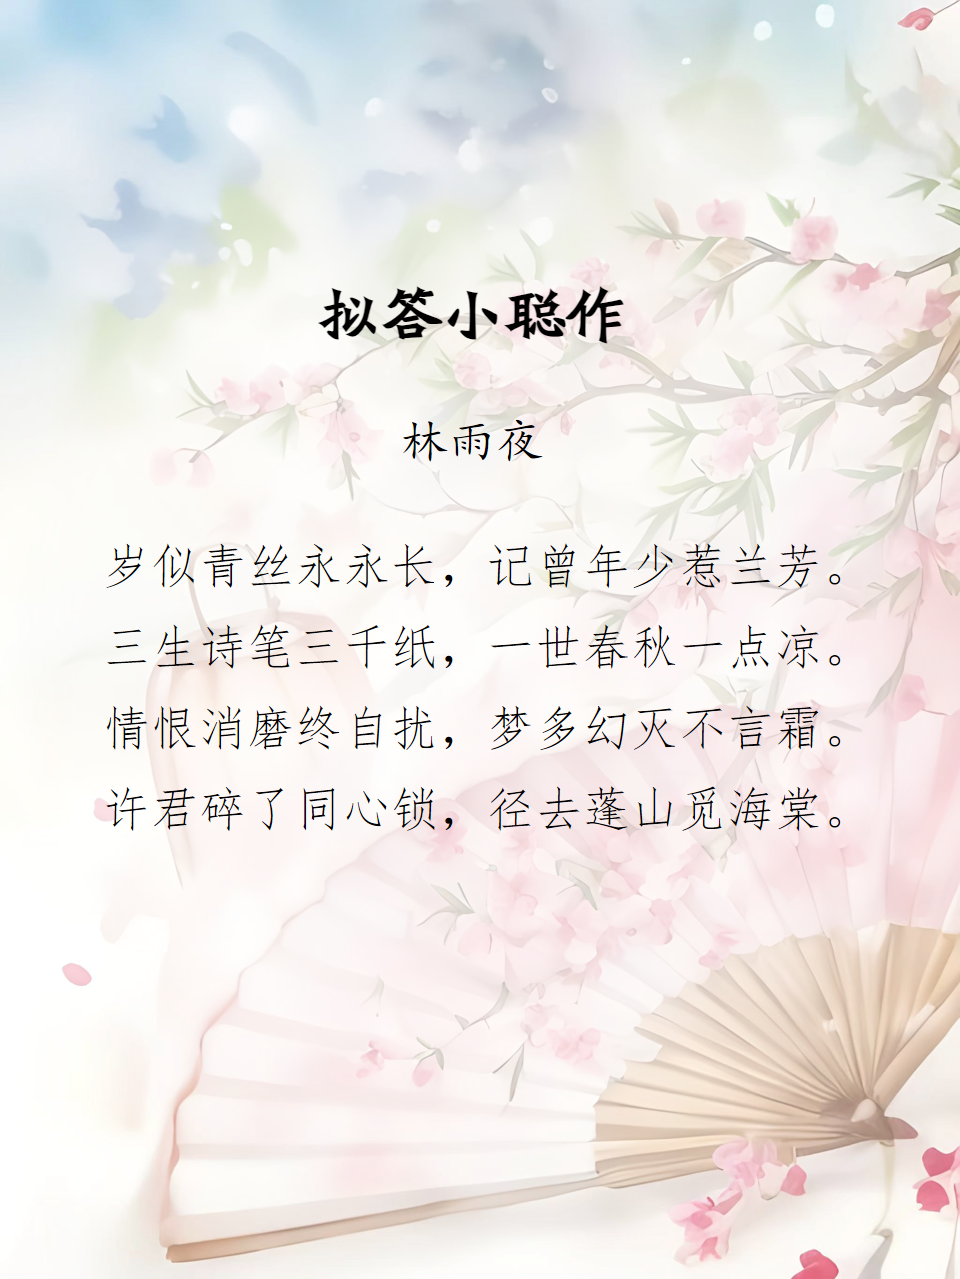 拟答小聪作
林雨夜
岁似青丝永永长，记曾年少惹兰芳。
三生诗笔三千纸，一世春秋一点凉。
情恨消磨终自扰，梦多幻灭不言霜。
许君碎了同心锁，径去蓬山觅海棠。